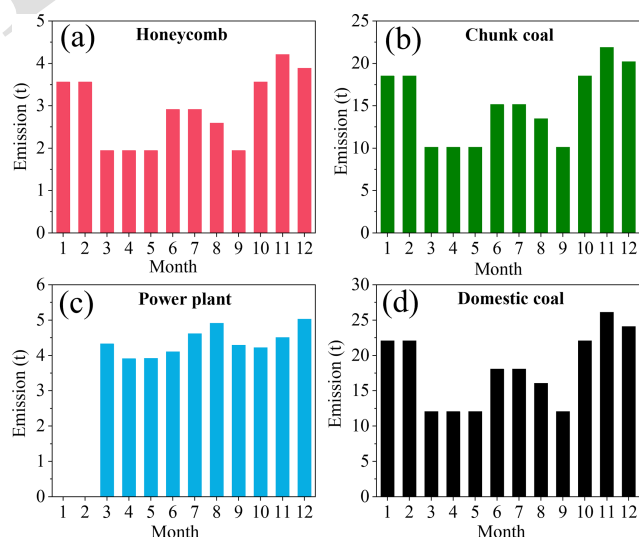 (a) Honeycomb
5
4
3
2
1
0
Emission (t)
1 2 3 4 5 6 7 8 9 10 11 12
Month
(b) Chunk coal
25
20
15
10
5
0
Emission (t)
1 2 3 4 5 6 7 8 9 10 11 12
Month
(c) Power plant
6
5
4
3
2
1
0
Emission (t)
1 2 3 4 5 6 7 8 9 10 11 12
Month
(d) Domestic coal
30
25
20
15
10
5
0
Emission (t)
1 2 3 4 5 6 7 8 9 10 11 12
Month